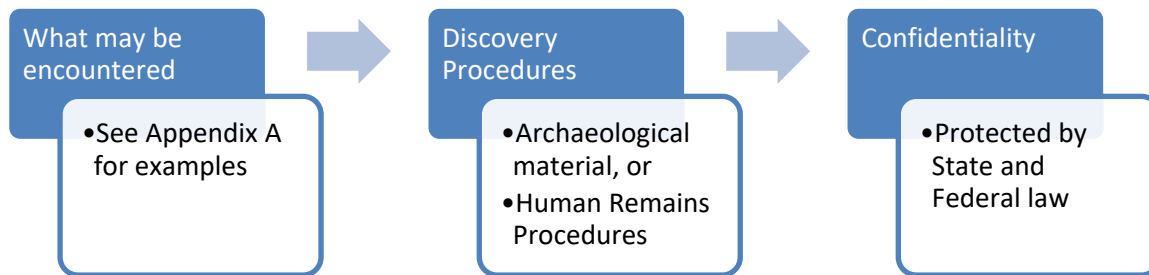 What may be
encountered
•See Appendix A
for examples
Discovery
Procedures
•Archaeological
material, or
•Human Remains
Procedures
Confidentiality
•Protected by
State and
Federal law